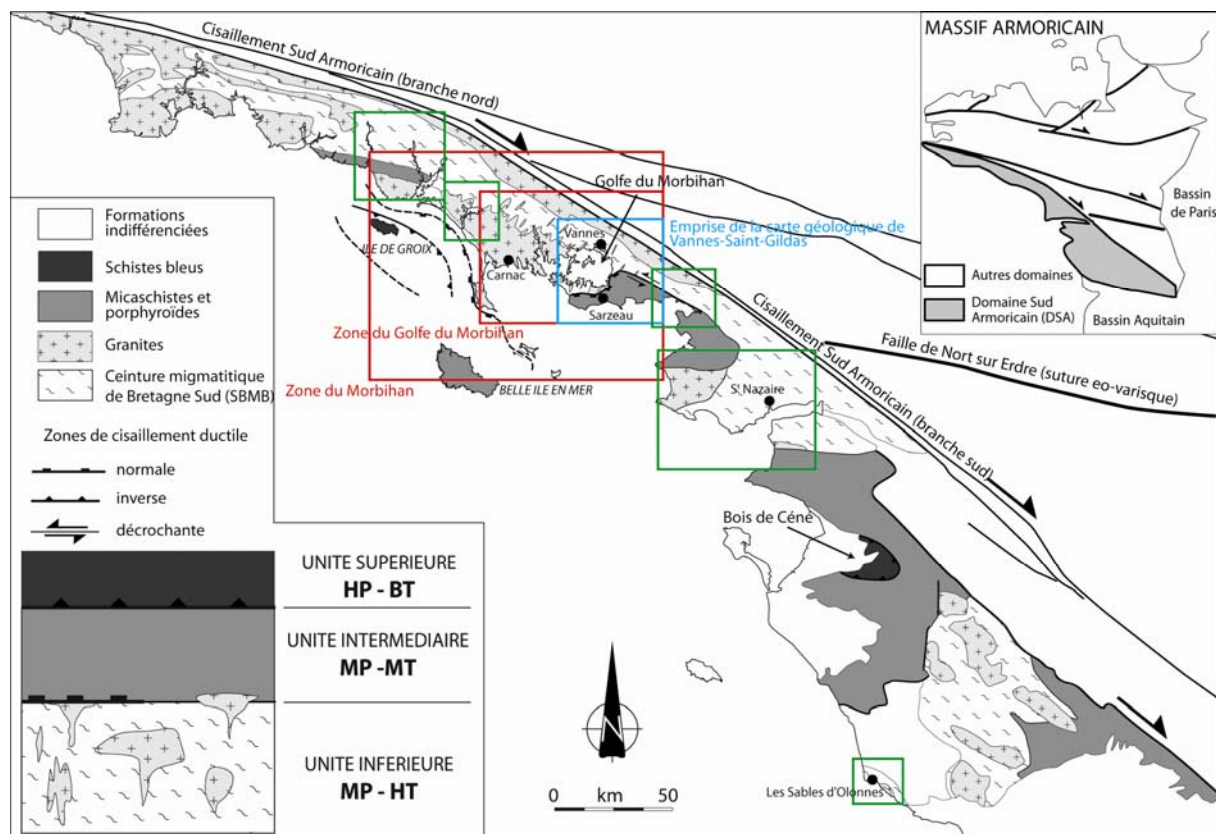 Cisaillement Sud Armoricain (branche nord)
MASSIF ARMORICAIN
Bassin
de Paris
Bassin Aquitain
Autres domaines
Domaine Sud
Armoricain (DSA)
Golfe du Morbihan
Emprise de la carte géologique de
Vannes-Saint-Gildas
Vannes
ILE DE GROIX
Carnac
Sarzeau
Zone du Golfe du Morbihan
Zone du Morbihan
BELLE ILE EN MER
Cisaillement Sud Armoricain (branche sud)
Faille de Nort sur Erdre (suture eo-varisque)
St Nazaire
Bois de Céné
Les Sables d'Olonnes
Formations
indifférenciées
Schistes bleus
Micaschistes et
porphyroïdes
Granites
Ceinture migmatitique
de Bretagne Sud (SBMB)
Zones de cisaillement ductile
normale
inverse
décrochante
UNITE SUPERIEURE
HP - BT
UNITE INTERMEDIAIRE
MP -MT
UNITE INFERIEURE
MP - HT
N
0 km 50